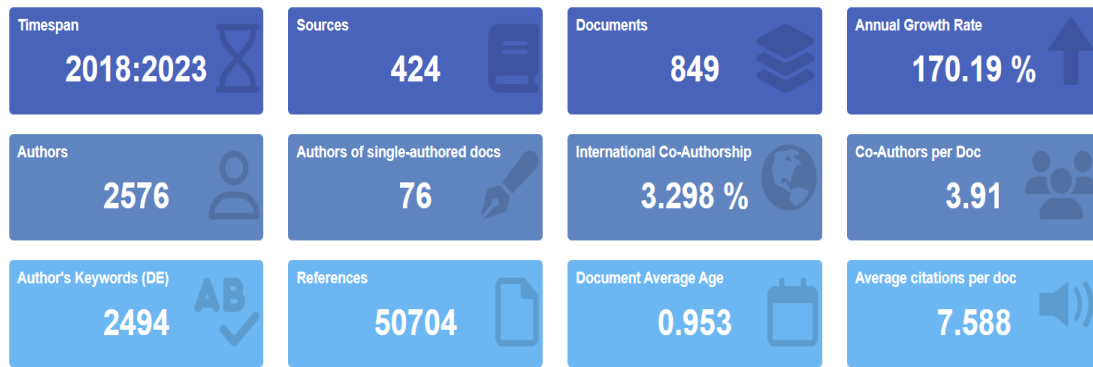 Timespan
2018:2023
Sources
424
Documents
849
Annual Growth Rate
170.19 %
Authors
2576
Authors of single-authored docs
76
International Co-Authorship
3.298 %
Co-Authors per Doc
3.91
Author's Keywords (DE)
2494
AB
References
50704
Document Average Age
0.953
Average citations per doc
7.588